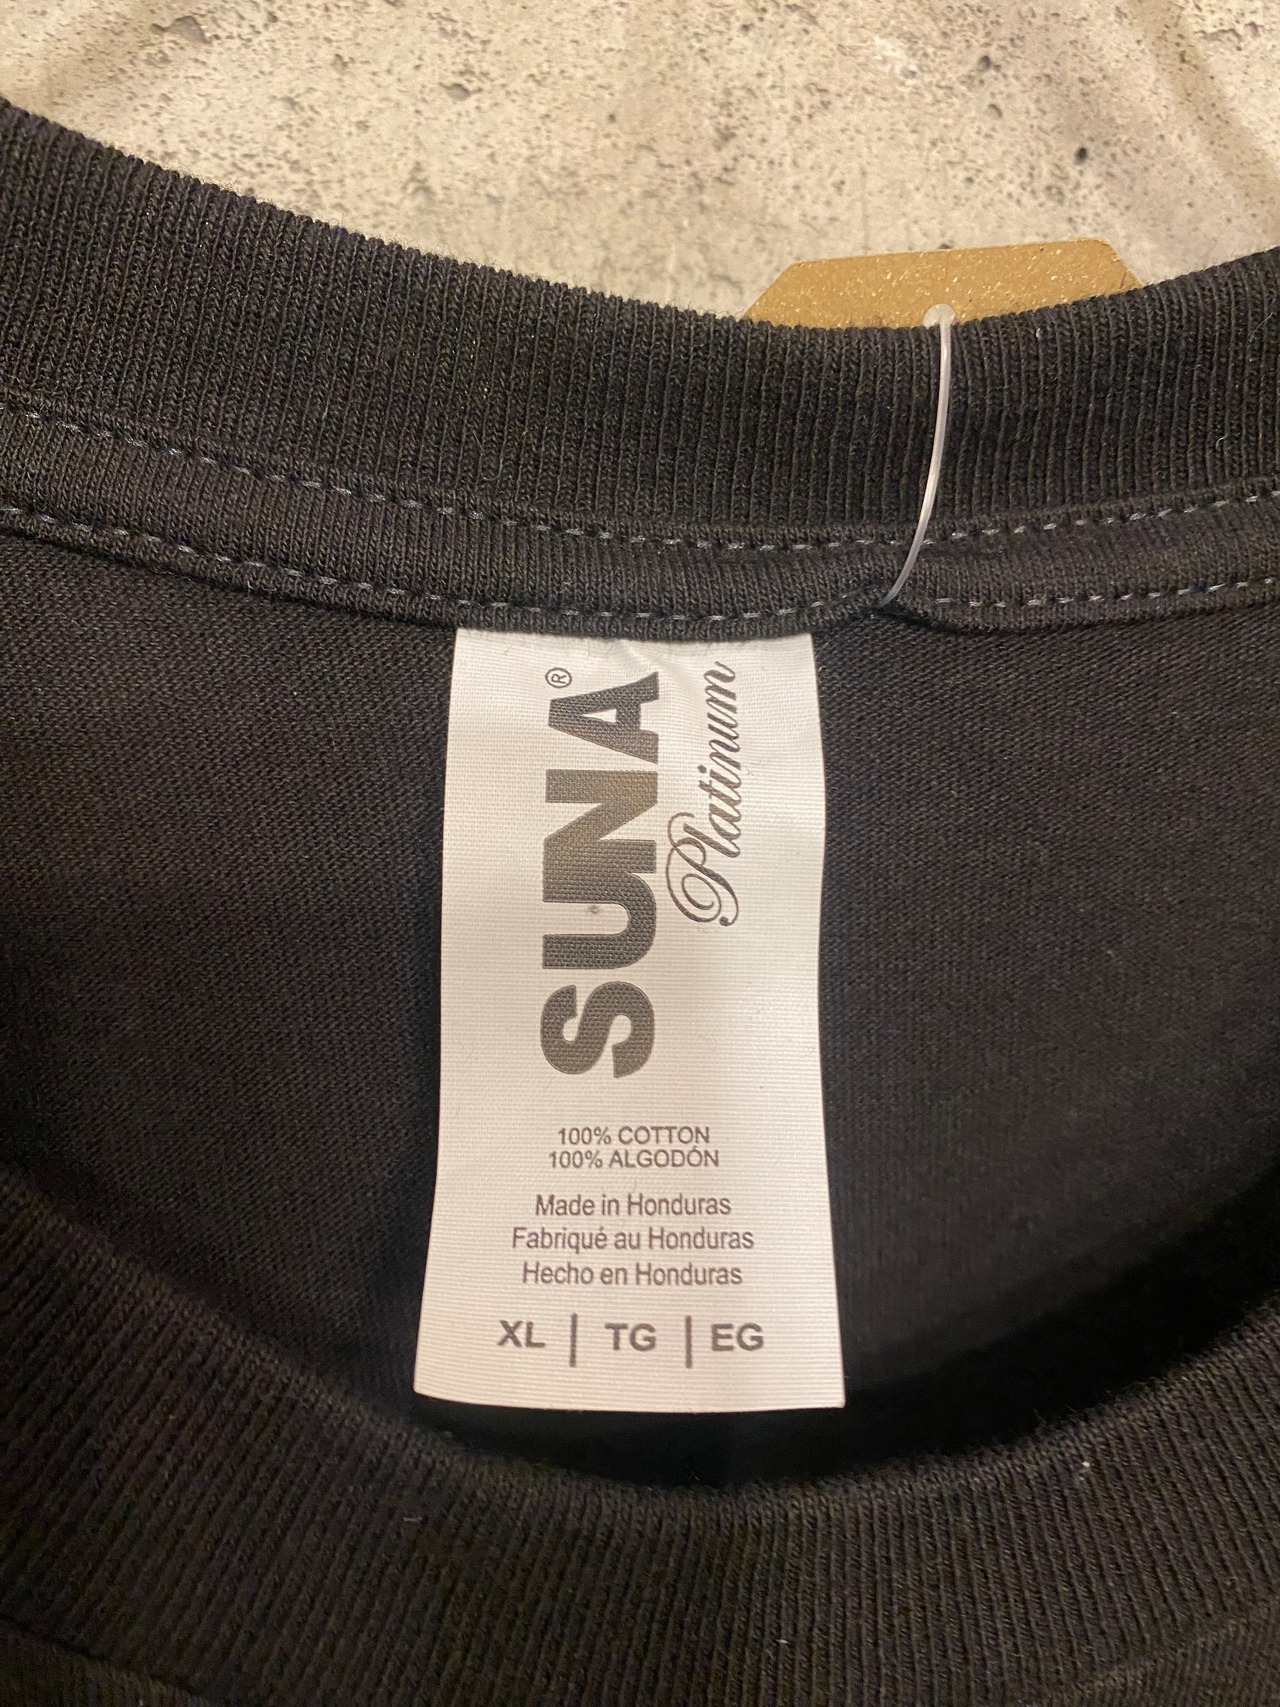 SUNA®
Platinum
100% COTTON
100% ALGODÓN
Made in Honduras
Fabriqué au Honduras
Hecho en Honduras
XL | TG | EG